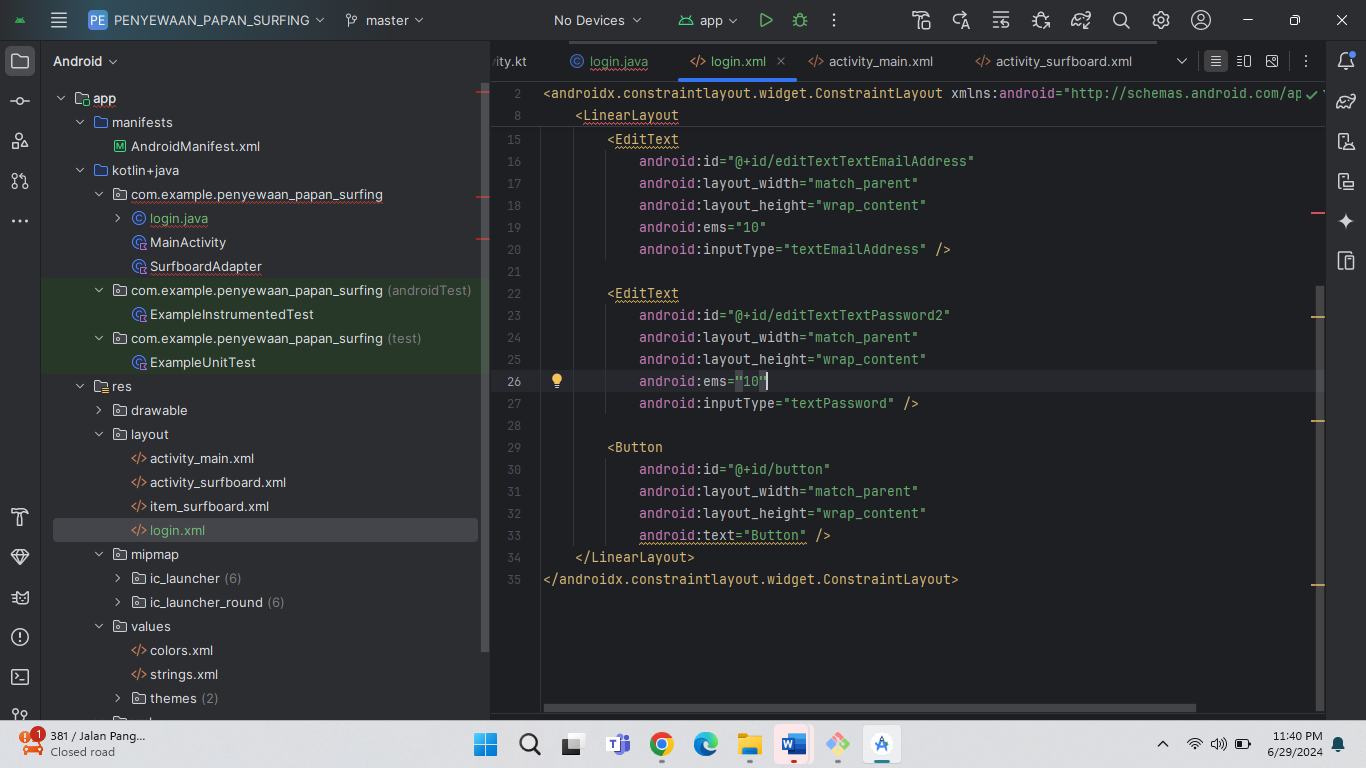 PE PENYEWAAN_PAPAN_SURFING master No Devices app
Android
app
manifests
AndroidManifest.xml
kotlin+java
com.example.penyewaan_papan_surfing
login.java
MainActivity
SurfboardAdapter
com.example.penyewaan_papan_surfing (androidTest)
ExampleInstrumentedTest
com.example.penyewaan_papan_surfing (test)
ExampleUnitTest
res
drawable
layout
activity_main.xml
activity_surfboard.xml
item_surfboard.xml
login.xml
mipmap
ic_launcher (6)
ic_launcher_round (6)
values
colors.xml
strings.xml
themes (2)
vity.kt login.java login.xml activity_main.xml activity_surfboard.xml
2 <androidx.constraintlayout.widget.ConstraintLayout xmlns:android="http://schemas.android.com/ap
8 <LinearLayout
15 <EditText
16 android:id="@+id/editTextTextEmailAddress"
17 android:layout_width="match_parent"
18 android:layout_height="wrap_content"
19 android:ems="10"
20 android:inputType="textEmailAddress" />
21
22 <EditText
23 android:id="@+id/editTextTextPassword2"
24 android:layout_width="match_parent"
25 android:layout_height="wrap_content"
26 android:ems="10"
27 android:inputType="textPassword" />
28
29 <Button
30 android:id="@+id/button"
31 android:layout_width="match_parent"
32 android:layout_height="wrap_content"
33 android:text="Button" />
34 </LinearLayout>
35 </androidx.constraintlayout.widget.ConstraintLayout>
1
381 / Jalan Pang...
Closed road
11:40 PM
6/29/2024